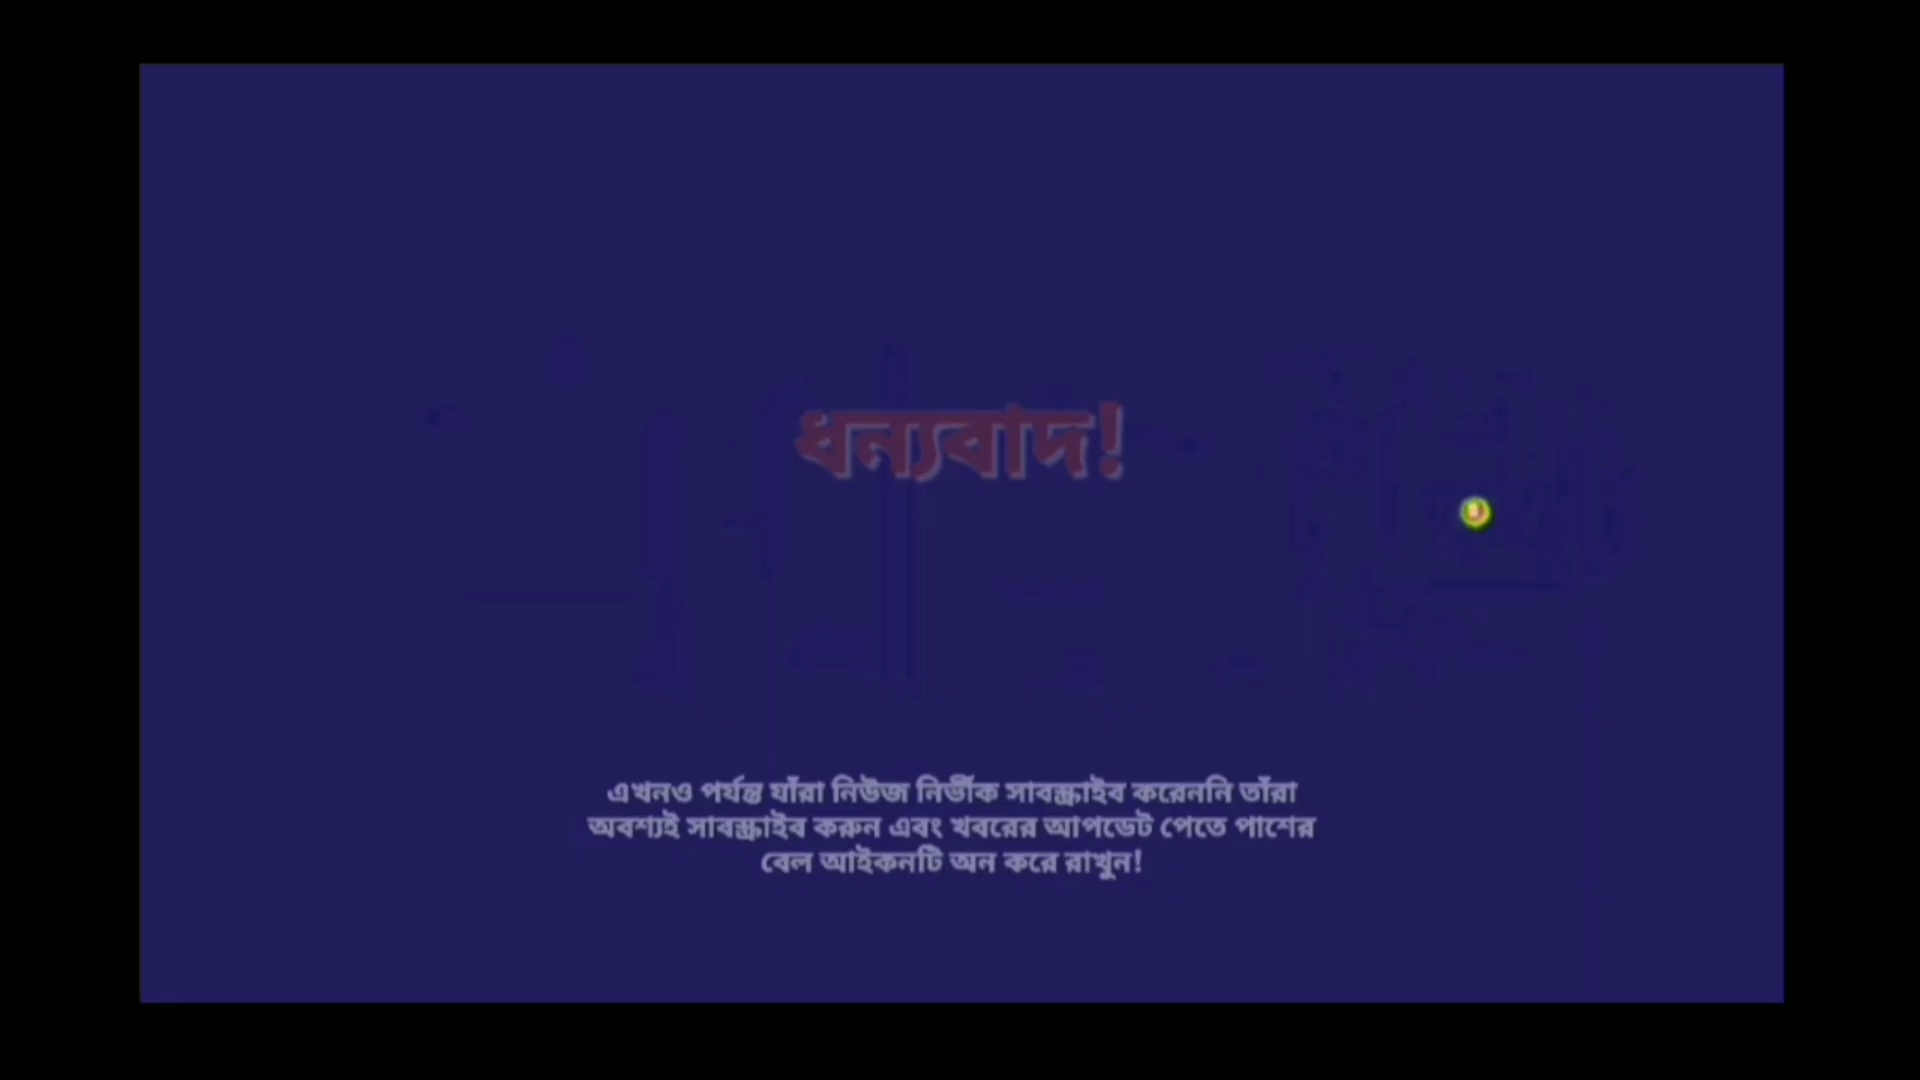 ধন্যবাদ!
এখনও পর্যন্ত যাঁরা নিউজ নির্ভীক সাবস্ক্রাইব করেননি তাঁরা
অবশ্যই সাবস্ক্রাইব করুন এবং খবরের আপডেট পেতে পাশের
বেল আইকনটি অন করে রাখুন!